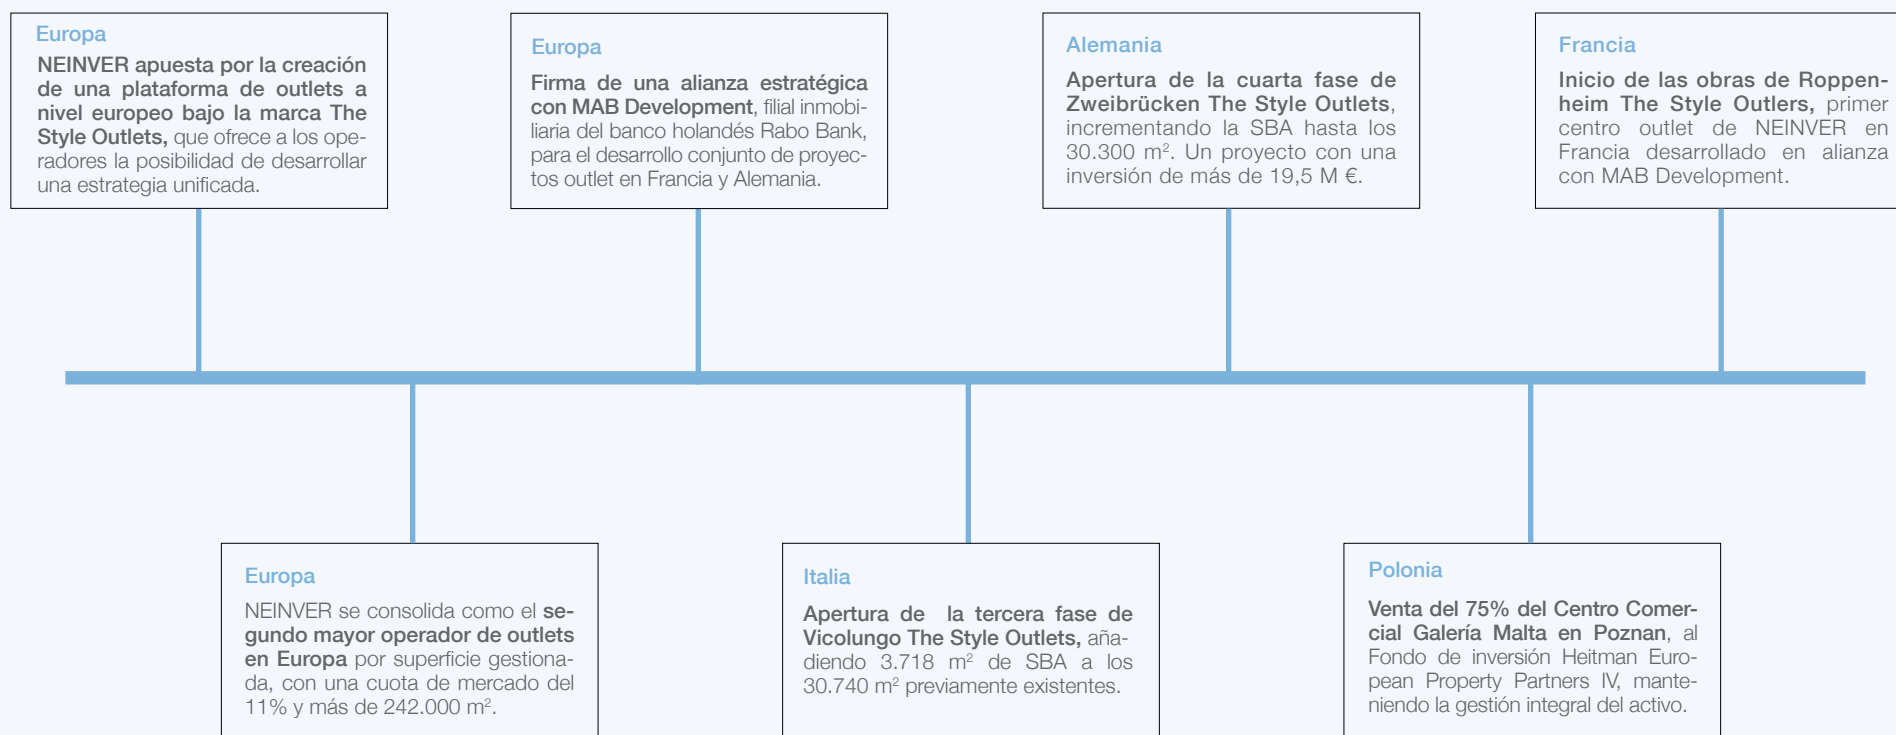 Europa
NEINVER apuesta por la creación
de una plataforma de outlets a
nivel europeo bajo la marca The
Style Outlets, que ofrece a los ope-
radores la posibilidad de desarrollar
una estrategia unificada.
Europa
Firma de una alianza estratégica
con MAB Development, filial inmobi-
liaria del banco holandés Rabo Bank,
para el desarrollo conjunto de proyec-
tos outlet en Francia y Alemania.
Alemania
Apertura de la cuarta fase de
Zweibrücken The Style Outlets,
incrementando la SBA hasta los
30.300 m². Un proyecto con una
inversión de más de 19,5 M €.
Francia
Inicio de las obras de Roppen-
heim The Style Outlers, primer
centro outlet de NEINVER en
Francia desarrollado en alianza
con MAB Development.
Europa
NEINVER se consolida como el se-
gundo mayor operador de outlets
en Europa por superficie gestiona-
da, con una cuota de mercado del
11% y más de 242.000 m².
Italia
Apertura de la tercera fase de
Vicolungo The Style Outlets, aña-
diendo 3.718 m² de SBA a los
30.740 m² previamente existentes.
Polonia
Venta del 75% del Centro Comer-
cial Galería Malta en Poznan, al
Fondo de inversión Heitman Euro-
pean Property Partners IV, mante-
niendo la gestión integral del activo.